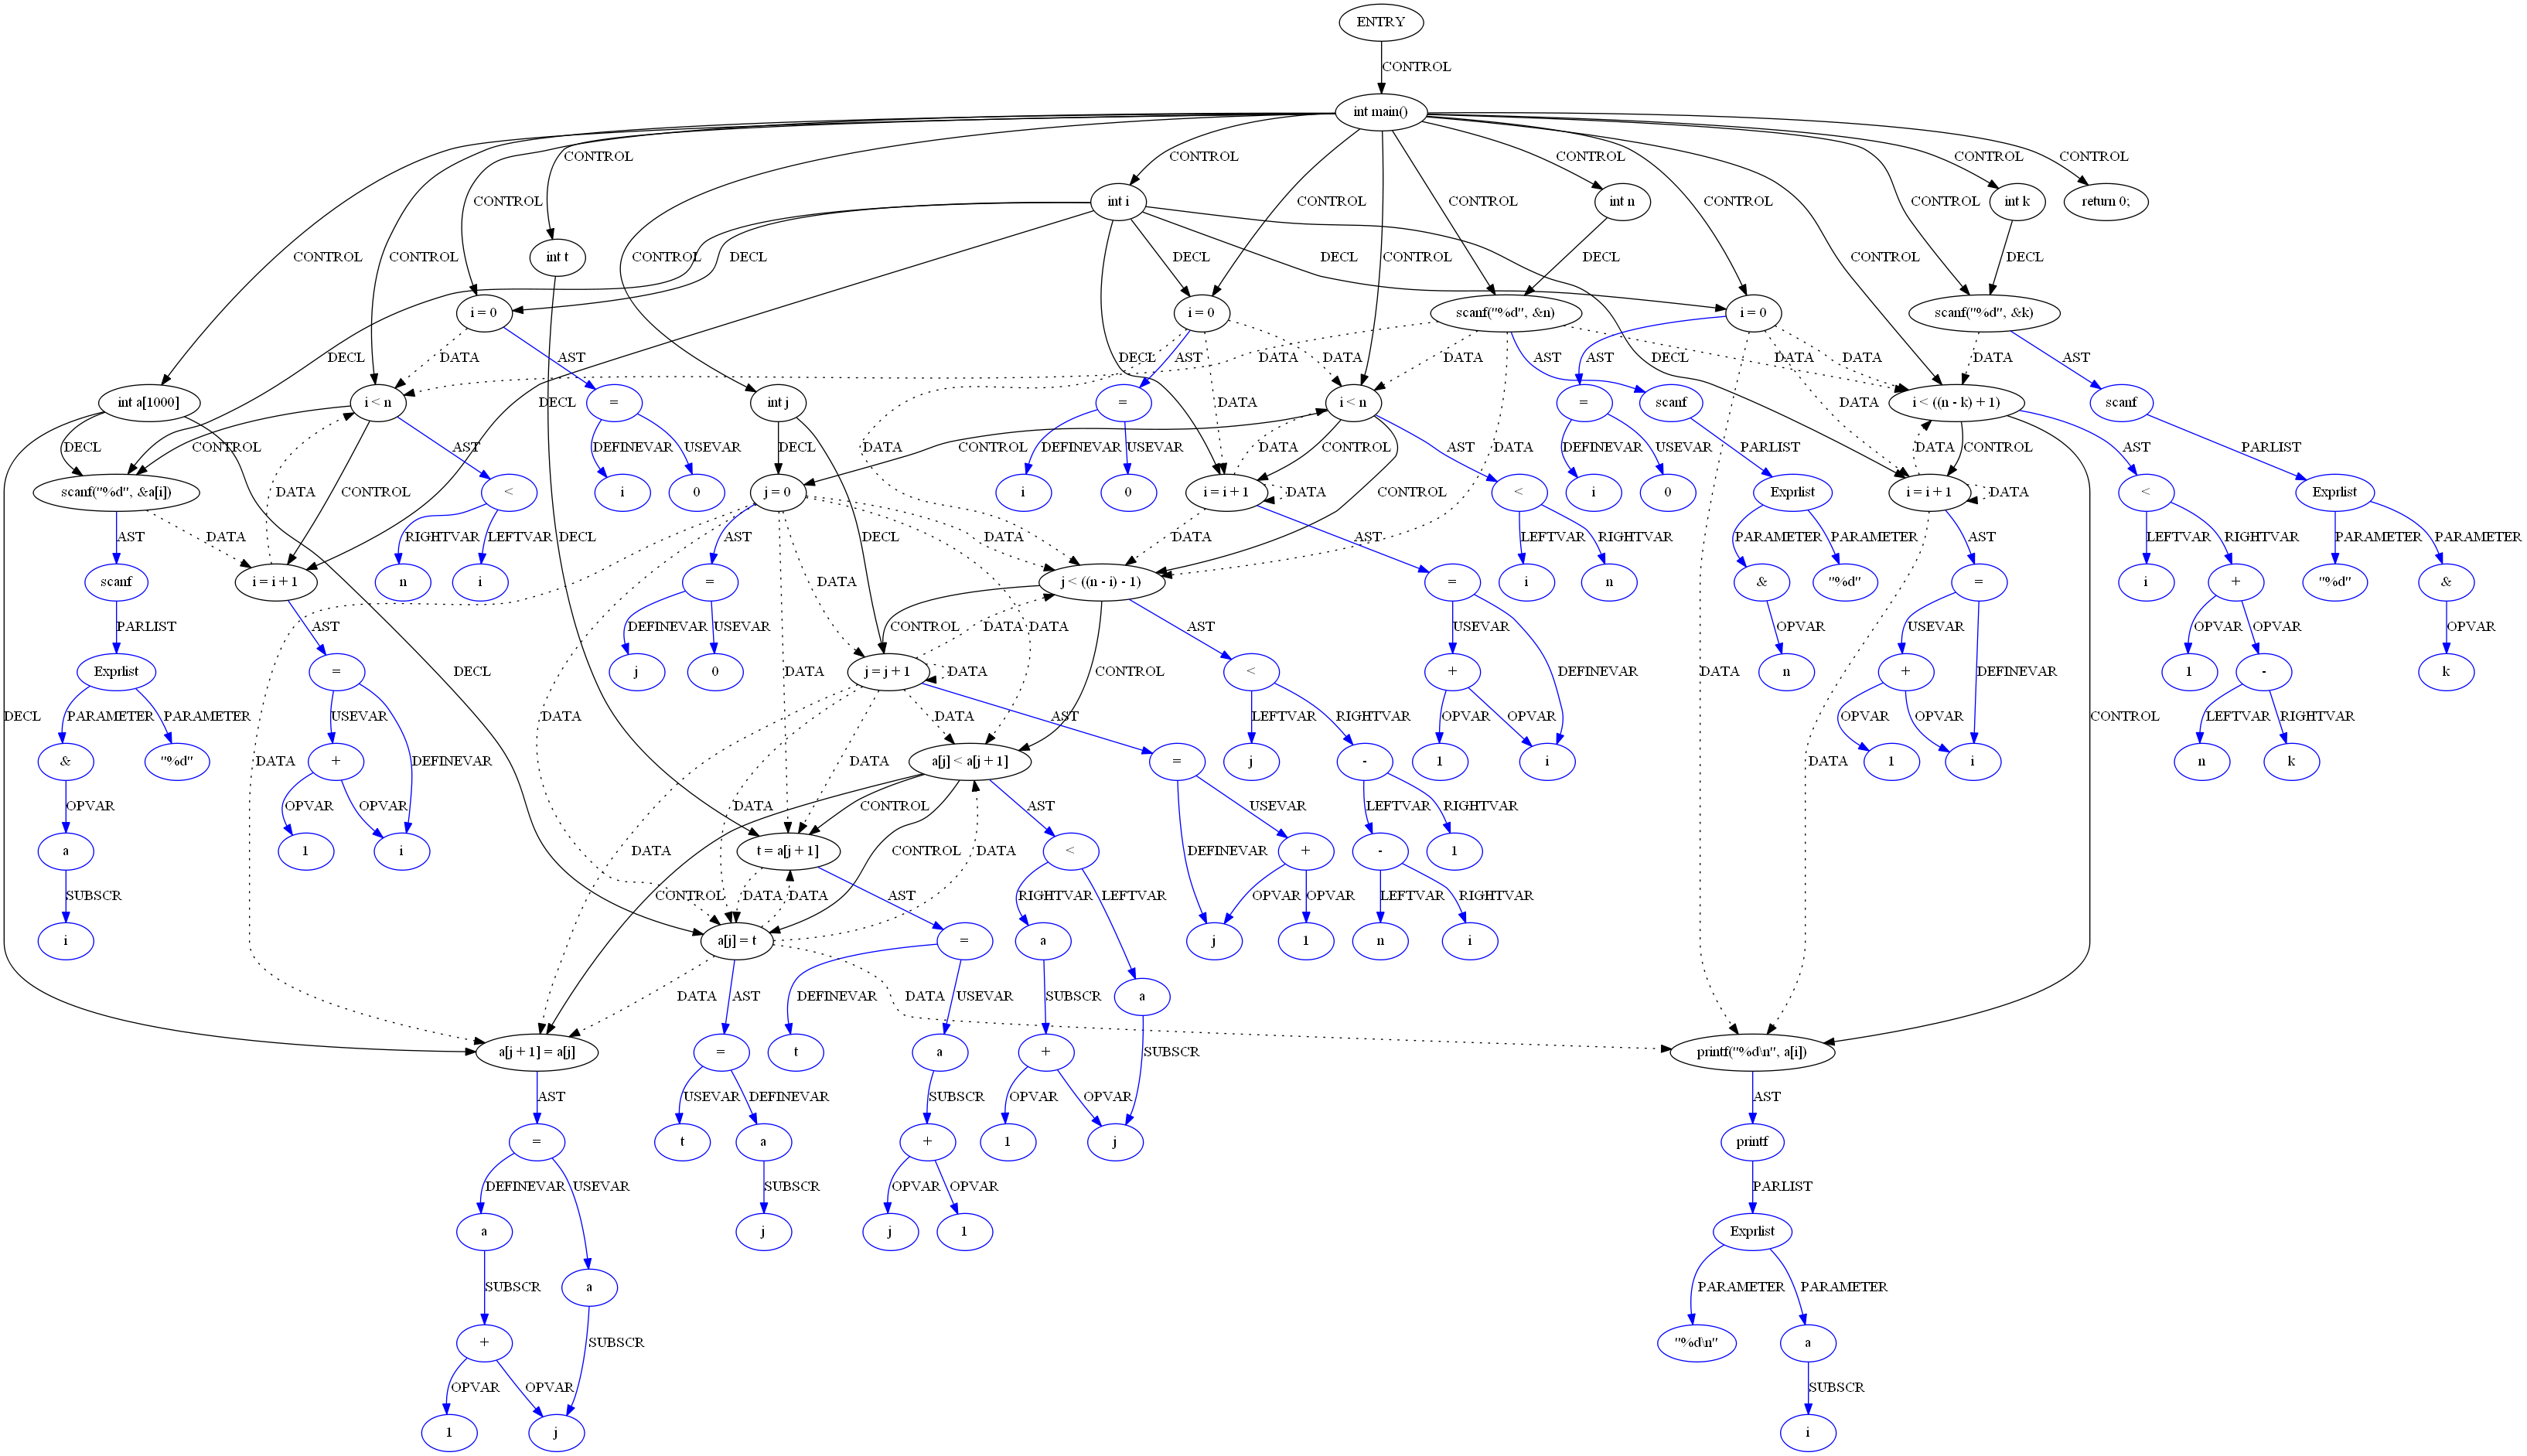 ENTRY
CONTROL
int main()
CONTROL CONTROL CONTROL CONTROL
int i int n int k return 0;
CONTROL CONTROL CONTROL CONTROL CONTROL
int t
CONTROL CONTROL CONTROL CONTROL CONTROL DECL DECL DECL DECL DECL
i = 0 i = 0 scanf("%d", &n) i = 0 scanf("%d", &k)
DECL DATA AST DECL AST DATA DATA DATA AST AST DECL DATA DATA DATA AST
int a[1000] i < n = int j = i < n = scanf i < ((n - k) + 1) scanf
DECL CONTROL AST DEFINEVAR USEVAR DECL DATA CONTROL DEFINEVAR USEVAR DATA DATA CONTROL AST DATA DEFINEVAR USEVAR PARLIST DATA DATA CONTROL AST PARLIST
scanf("%d", &a[i]) < i 0 j = 0 i 0 i = i + 1 DATA < i 0 Exprlist i = i + 1 DATA < Exprlist
AST DATA DATA CONTROL RIGHTVAR LEFTVAR DECL AST DATA DECL DATA DATA CONTROL AST LEFTVAR RIGHTVAR PARAMETER PARAMETER AST LEFTVAR RIGHTVAR PARAMETER PARAMETER
scanf i = i + 1 n i = j < ((n - i) - 1) = i n & "%d" = i + "%d" &
PARLIST AST DEFINEVAR USEVAR CONTROL DATA DATA AST USEVAR OPVAR USEVAR OPVAR OPVAR OPVAR
Exprlist = DECL j 0 j = j + 1 DATA CONTROL < + DEFINEVAR n DATA + DEFINEVAR 1 - k
DECL PARAMETER PARAMETER USEVAR DATA DATA DATA AST LEFTVAR RIGHTVAR OPVAR OPVAR OPVAR OPVAR CONTROL LEFTVAR RIGHTVAR
& "%d" DATA + DEFINEVAR DATA a[j] < a[j + 1] = j - 1 i DATA 1 i n k
OPVAR OPVAR OPVAR DATA CONTROL AST USEVAR LEFTVAR RIGHTVAR
a 1 i DATA t = a[j + 1] CONTROL DATA < DEFINEVAR + - 1
SUBSCR CONTROL DATA DATA AST RIGHTVAR LEFTVAR OPVAR OPVAR LEFTVAR RIGHTVAR
i a[j] = t = a j 1 n i
DATA AST DEFINEVAR DATA USEVAR SUBSCR a
a[j + 1] = a[j] = t a + SUBSCR printf("%d\n", a[i])
AST USEVAR DEFINEVAR SUBSCR OPVAR OPVAR AST
= t a + 1 j printf
DEFINEVAR USEVAR SUBSCR OPVAR OPVAR PARLIST
a j j 1 Exprlist
SUBSCR a PARAMETER PARAMETER
+ SUBSCR "%d\n" a
OPVAR OPVAR SUBSCR
1 j i